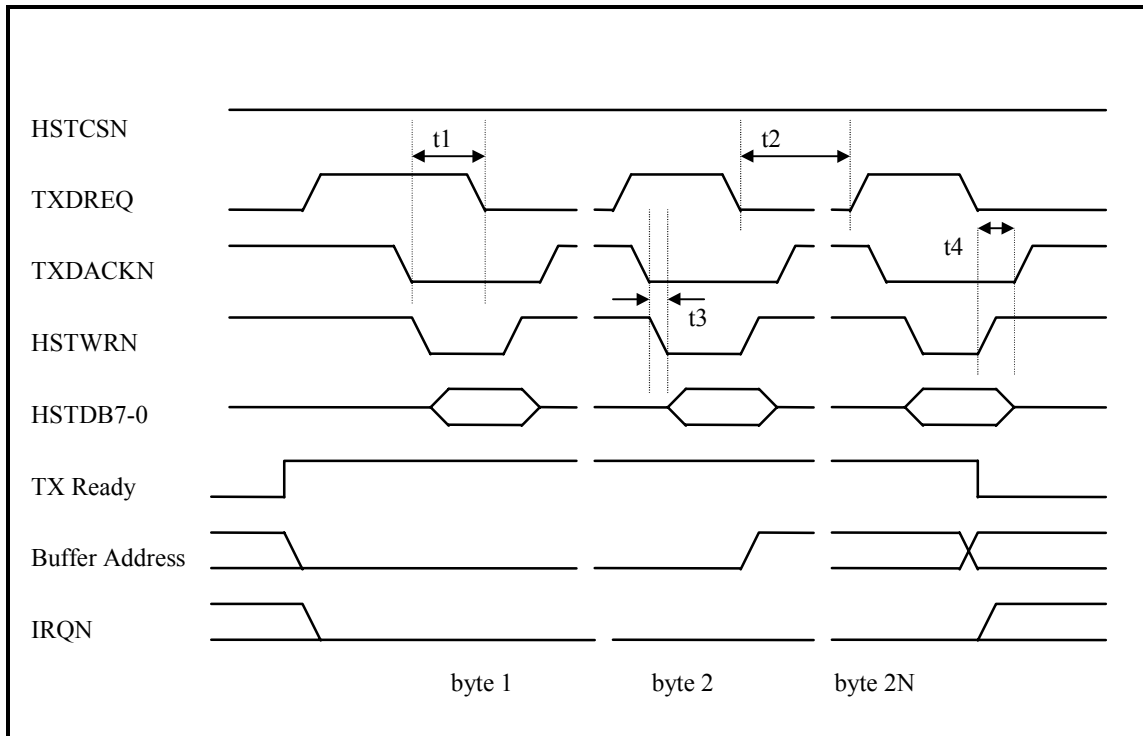 HSTCSN
t1
t2
TXDREQ
t4
TXDACKN
t3
HSTWRN
HSTDB7-0
TX Ready
Buffer Address
IRQN
byte 1
byte 2
byte 2N